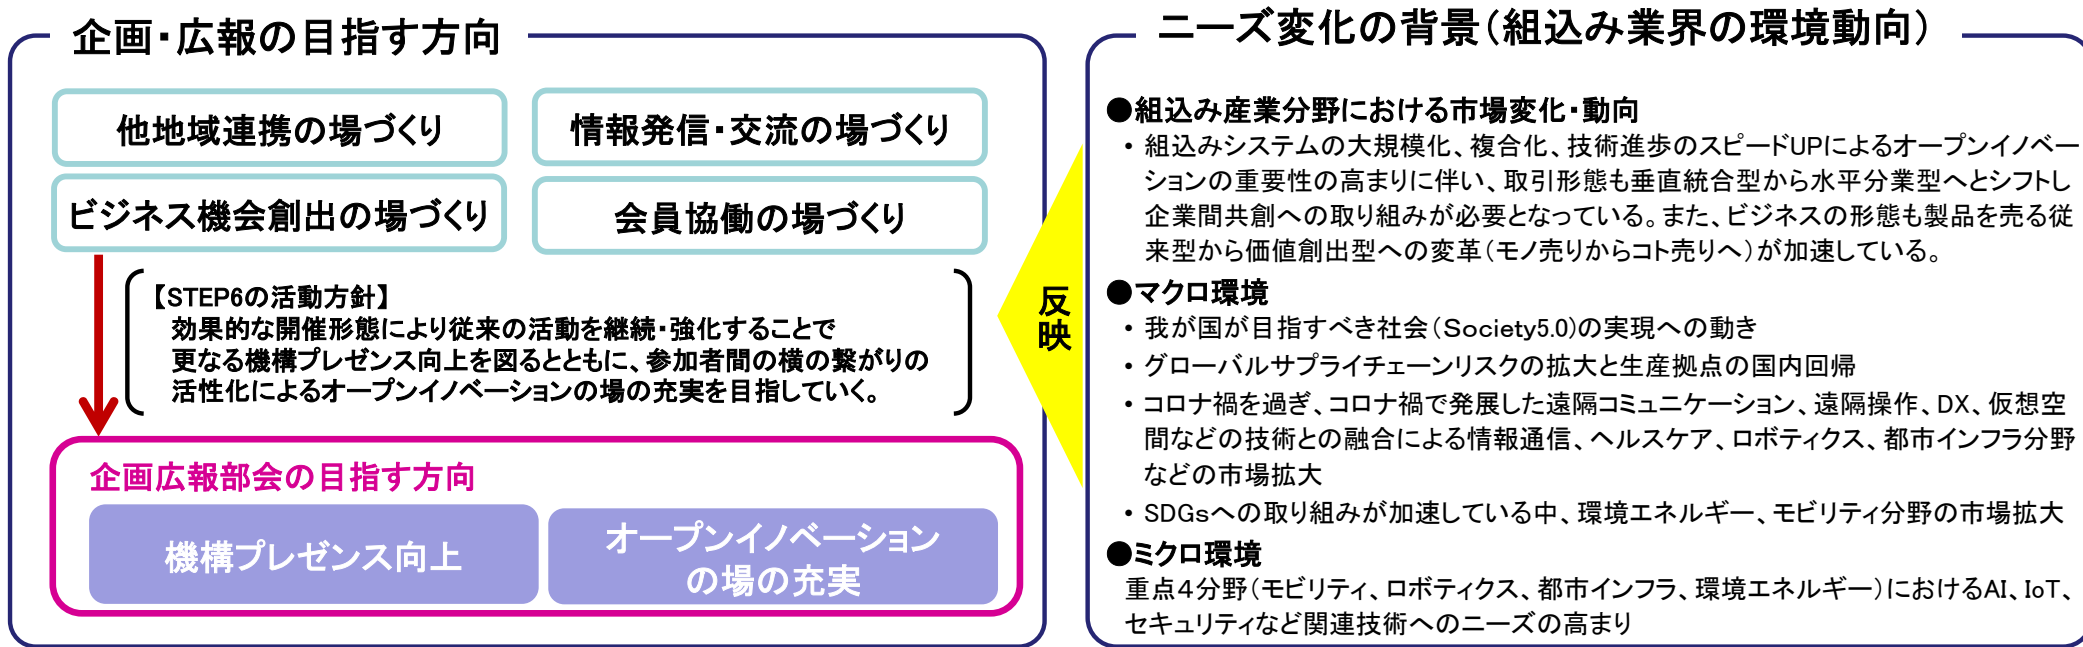 企画・広報の目指す方向
他地域連携の場づくり
情報発信・交流の場づくり
ビジネス機会創出の場づくり
会員協働の場づくり
【STEP6の活動方針】
効果的な開催形態により従来の活動を継続・強化することで
更なる機構プレゼンス向上を図るとともに、参加者間の横の繋がりの
活性化によるオープンイノベーションの場の充実を目指していく。
企画広報部会の目指す方向
機構プレゼンス向上
オープンイノベーション
の場の充実
反映
ニーズ変化の背景(組込み業界の環境動向)
●組込み産業分野における市場変化・動向
・組込みシステムの大規模化、複合化、技術進歩のスピードUPによるオープンイノベー
ションの重要性の高まりに伴い、取引形態も垂直統合型から水平分業型へとシフトし
企業間共創への取り組みが必要となっている。また、ビジネスの形態も製品を売る従
来型から価値創出型への変革(モノ売りからコト売りへ)が加速している。
●マクロ環境
・我が国が目指すべき社会(Society5.0)の実現への動き
・グローバルサプライチェーンリスクの拡大と生産拠点の国内回帰
・コロナ禍を過ぎ、コロナ禍で発展した遠隔コミュニケーション、遠隔操作、DX、仮想空
間などの技術との融合による情報通信、ヘルスケア、ロボティクス、都市インフラ分野
などの市場拡大
・SDGsへの取り組みが加速している中、環境エネルギー、モビリティ分野の市場拡大
●ミクロ環境
重点4分野(モビリティ、ロボティクス、都市インフラ、環境エネルギー)におけるAI、IoT、
セキュリティなど関連技術へのニーズの高まり